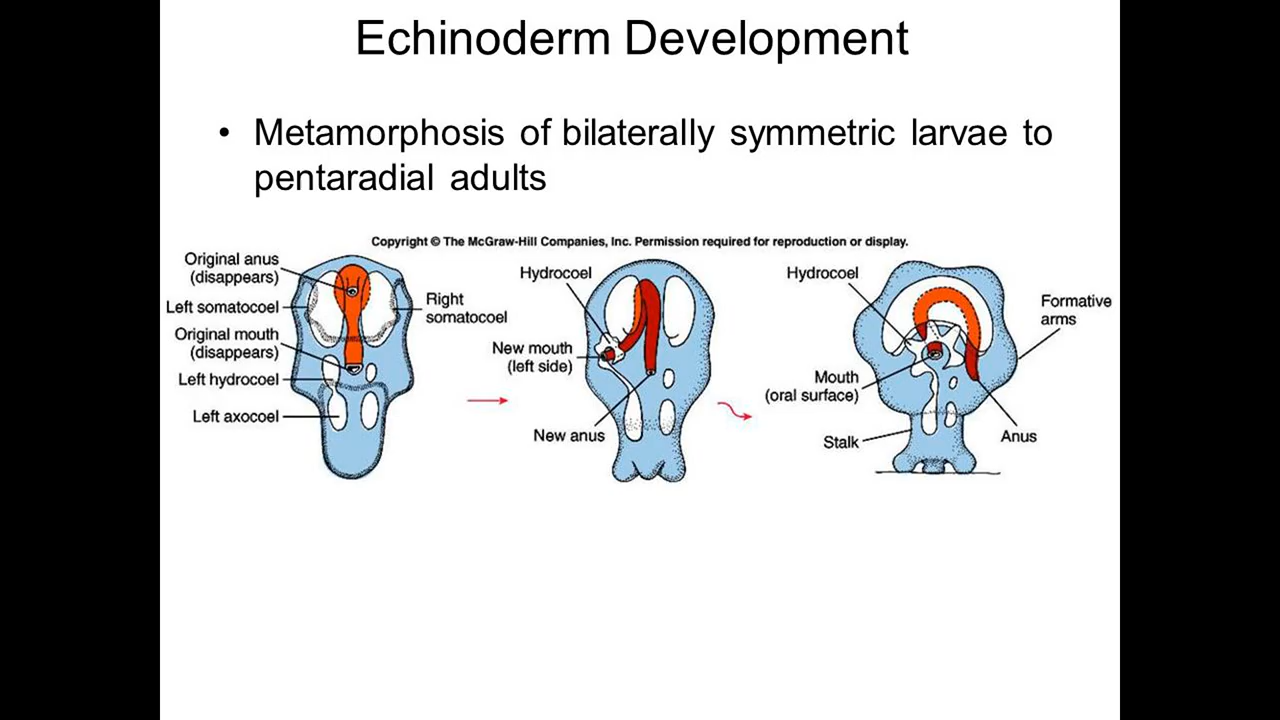 Echinoderm Development
• Metamorphosis of bilaterally symmetric larvae to
pentaradial adults
Copyright © The McGraw-Hill Companies, Inc. Permission required for reproduction or display.
Original anus
(disappears)
Left somatocoel
Original mouth
(disappears)
Left hydrocoel
Left axocoel
Right
somatocoel
Hydrocoel
New mouth
(left side)
New anus
Hydrocoel
Formative
arms
Mouth
(oral surface)
Stalk
Anus